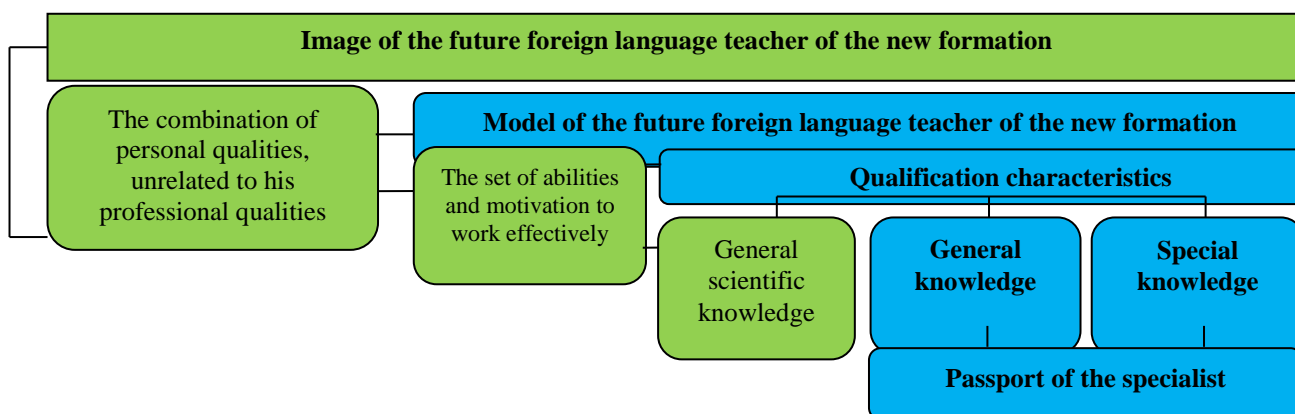 Image of the future foreign language teacher of the new formation
The combination of
personal qualities,
unrelated to his
professional qualities
Model of the future foreign language teacher of the new formation
The set of abilities
and motivation to
work effectively
Qualification characteristics
General
scientific
knowledge
General
knowledge
Special
knowledge
Passport of the specialist